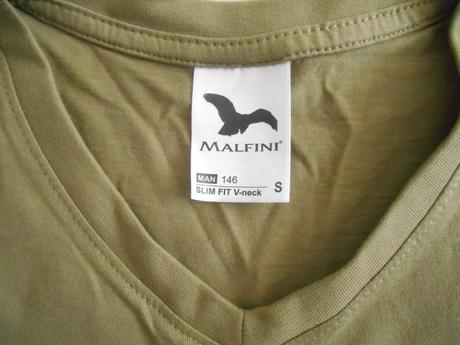 MALFINI®
MAN 146
SLIM FIT V-neck S